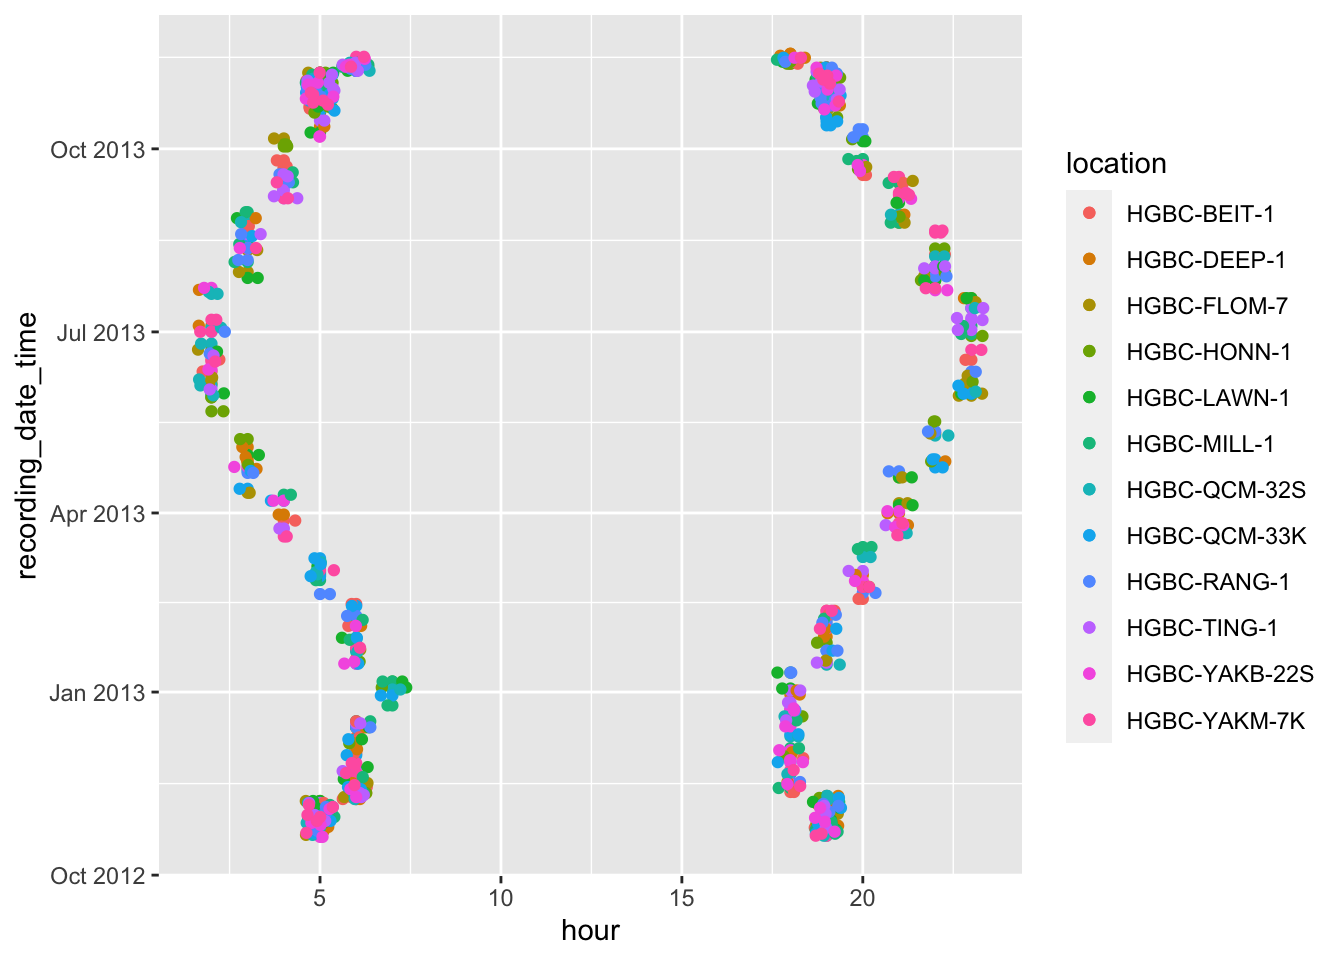 recording_date_time
Oct 2013
Jul 2013
Apr 2013
Jan 2013
Oct 2012
5
10
15
20
hour
location
HGBC-BEIT-1
HGBC-DEEP-1
HGBC-FLOM-7
HGBC-HONN-1
HGBC-LAWN-1
HGBC-MILL-1
HGBC-QCM-32S
HGBC-QCM-33K
HGBC-RANG-1
HGBC-TING-1
HGBC-YAKB-22S
HGBC-YAKM-7K